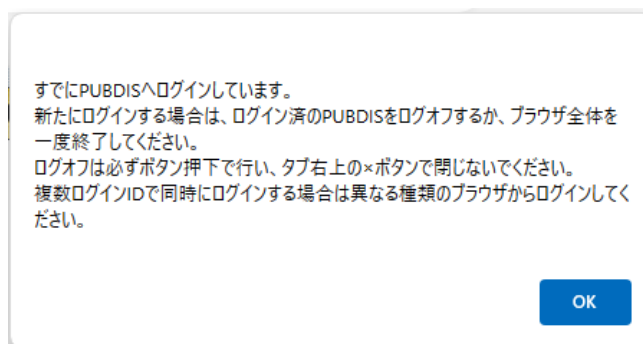 すでにPUBDISへログインしています。
新たにログインする場合は、ログイン済のPUBDISをログオフするか、ブラウザ全体を
一度終了してください。
ログオフは必ずボタン押下で行い、タブ右上の×ボタンで閉じないでください。
複数ログインIDで同時にログインする場合は異なる種類のブラウザからログインしてく
ださい。
OK